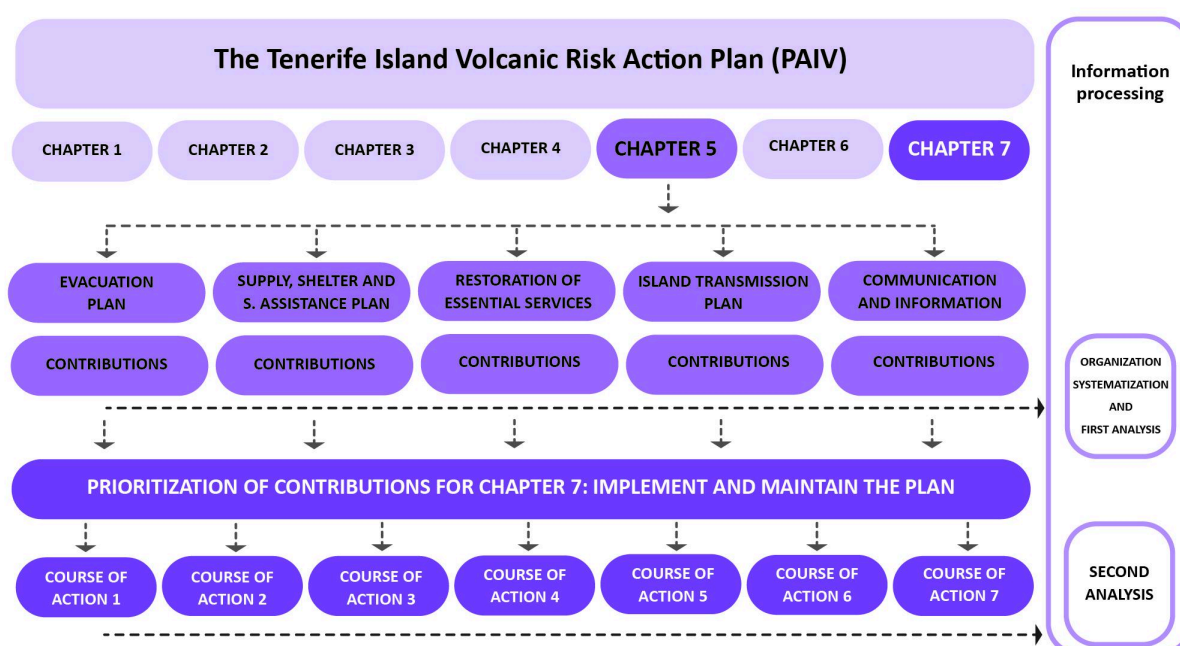 The Tenerife Island Volcanic Risk Action Plan (PAIV)
Information
processing
CHAPTER 1
CHAPTER 2
CHAPTER 3
CHAPTER 4
CHAPTER 5
CHAPTER 6
CHAPTER 7
EVACUATION
PLAN
SUPPLY, SHELTER AND
S. ASSISTANCE PLAN
RESTORATION OF
ESSENTIAL SERVICES
ISLAND TRANSMISSION
PLAN
COMMUNICATION
AND INFORMATION
CONTRIBUTIONS
CONTRIBUTIONS
CONTRIBUTIONS
CONTRIBUTIONS
CONTRIBUTIONS
ORGANIZATION
SYSTEMATIZATION
AND
FIRST ANALYSIS
PRIORITIZATION OF CONTRIBUTIONS FOR CHAPTER 7: IMPLEMENT AND MAINTAIN THE PLAN
COURSE OF
ACTION 1
COURSE OF
ACTION 2
COURSE OF
ACTION 3
COURSE OF
ACTION 4
COURSE OF
ACTION 5
COURSE OF
ACTION 6
COURSE OF
ACTION 7
SECOND
ANALYSIS